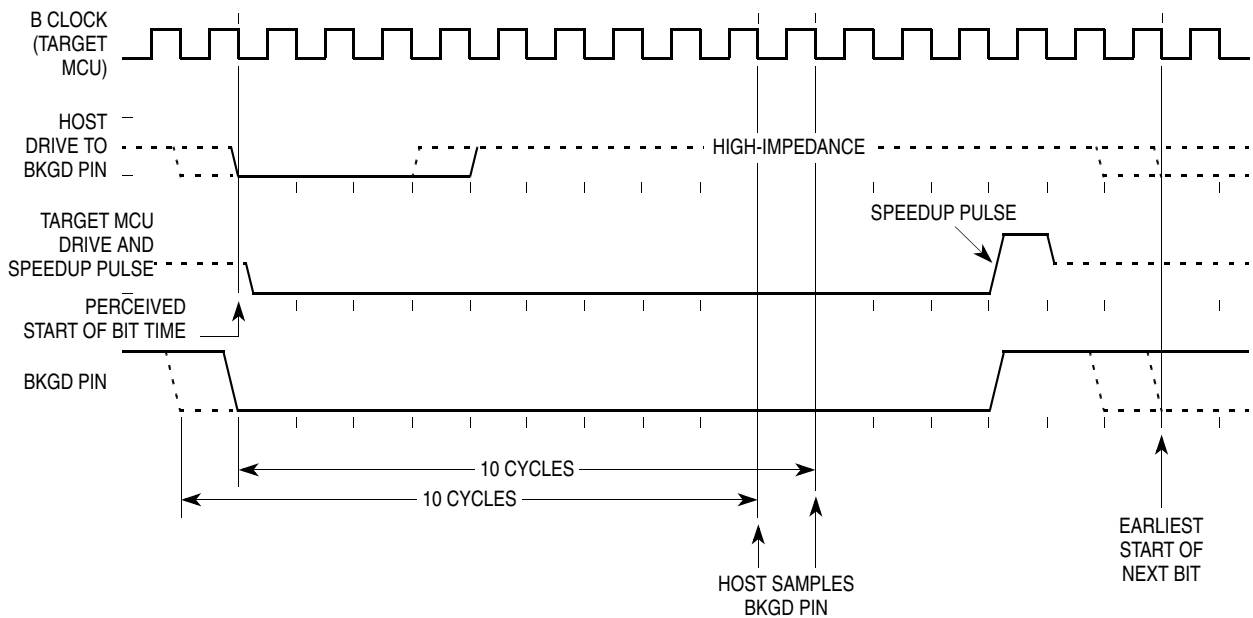 B CLOCK
(TARGET
MCU)
HOST
DRIVE TO
BKGD PIN
HIGH-IMPEDANCE
TARGET MCU
DRIVE AND
SPEEDUP PULSE
SPEEDUP PULSE
PERCEIVED
START OF BIT TIME
BKGD PIN
10 CYCLES
10 CYCLES
HOST SAMPLES
BKGD PIN
EARLIEST
START OF
NEXT BIT